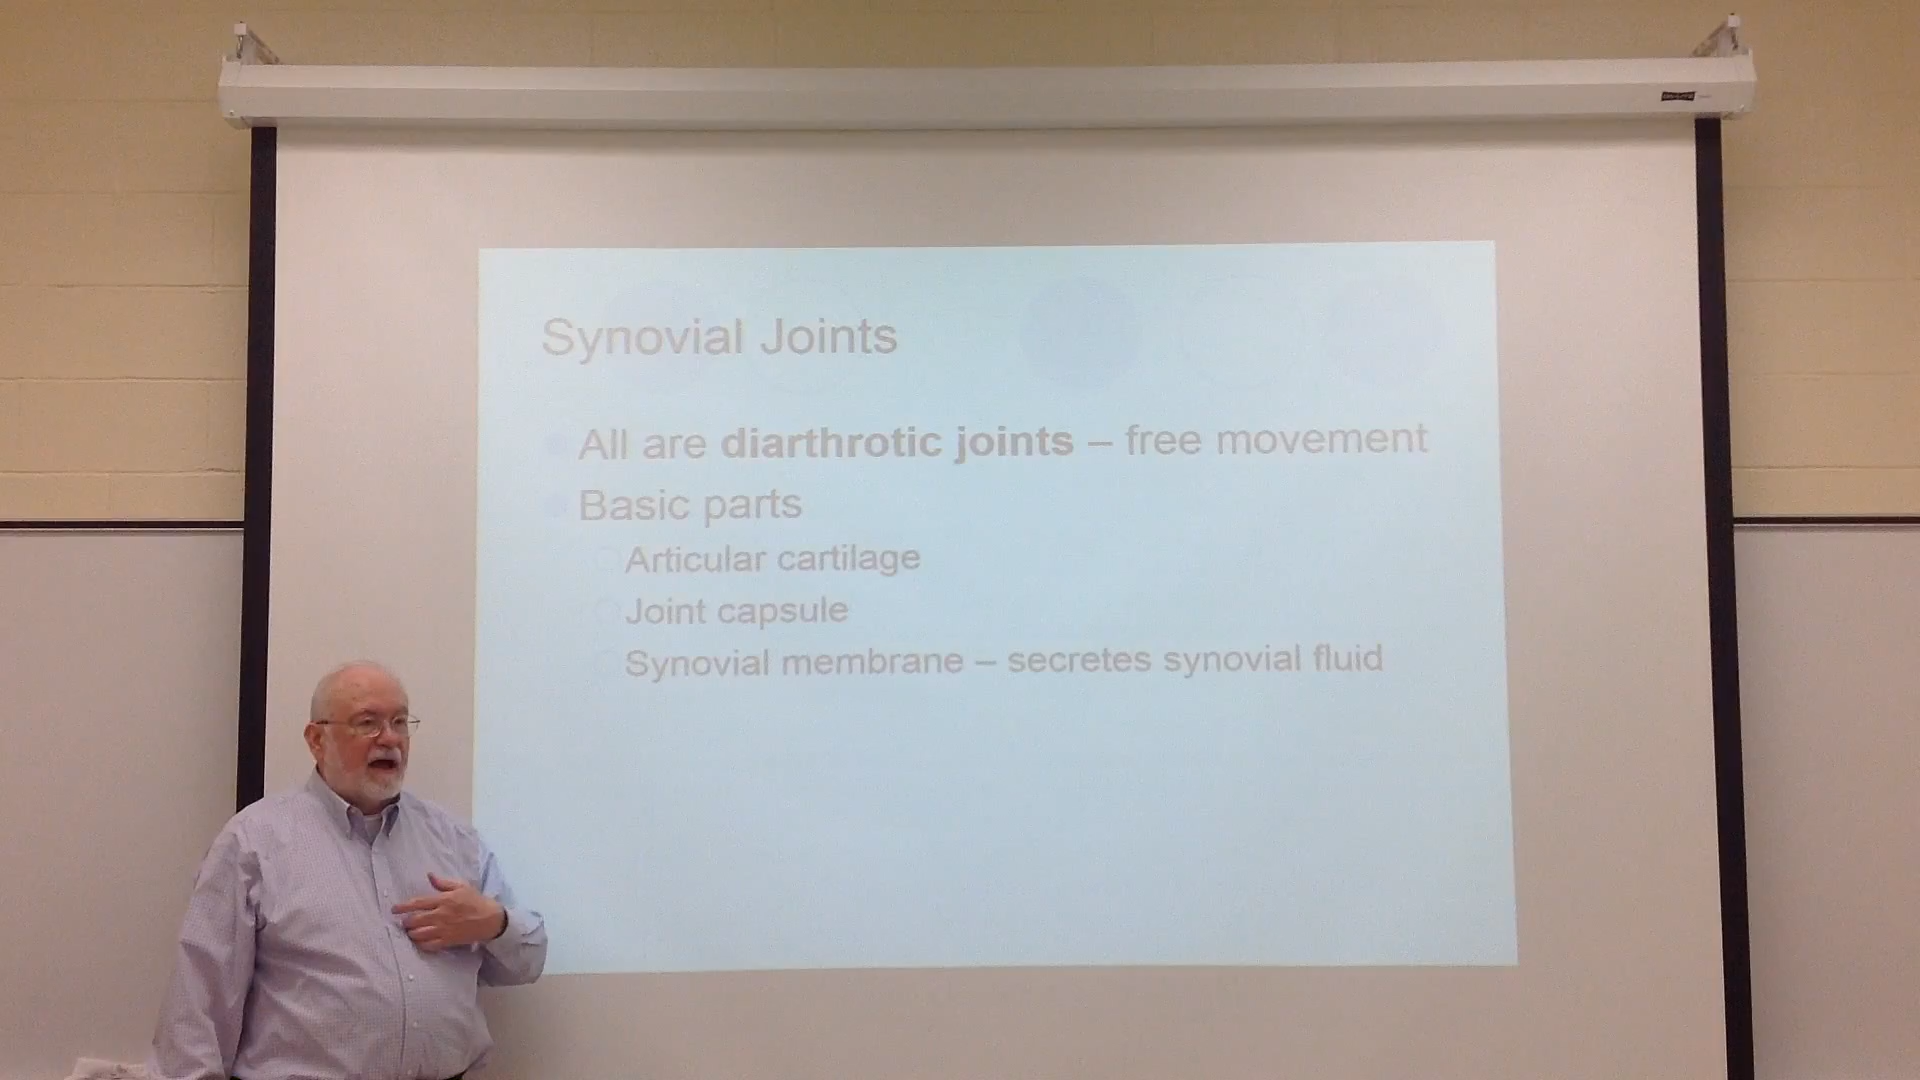 Synovial Joints
All are diarthrotic joints – free movement
Basic parts
Articular cartilage
Joint capsule
Synovial membrane – secretes synovial fluid